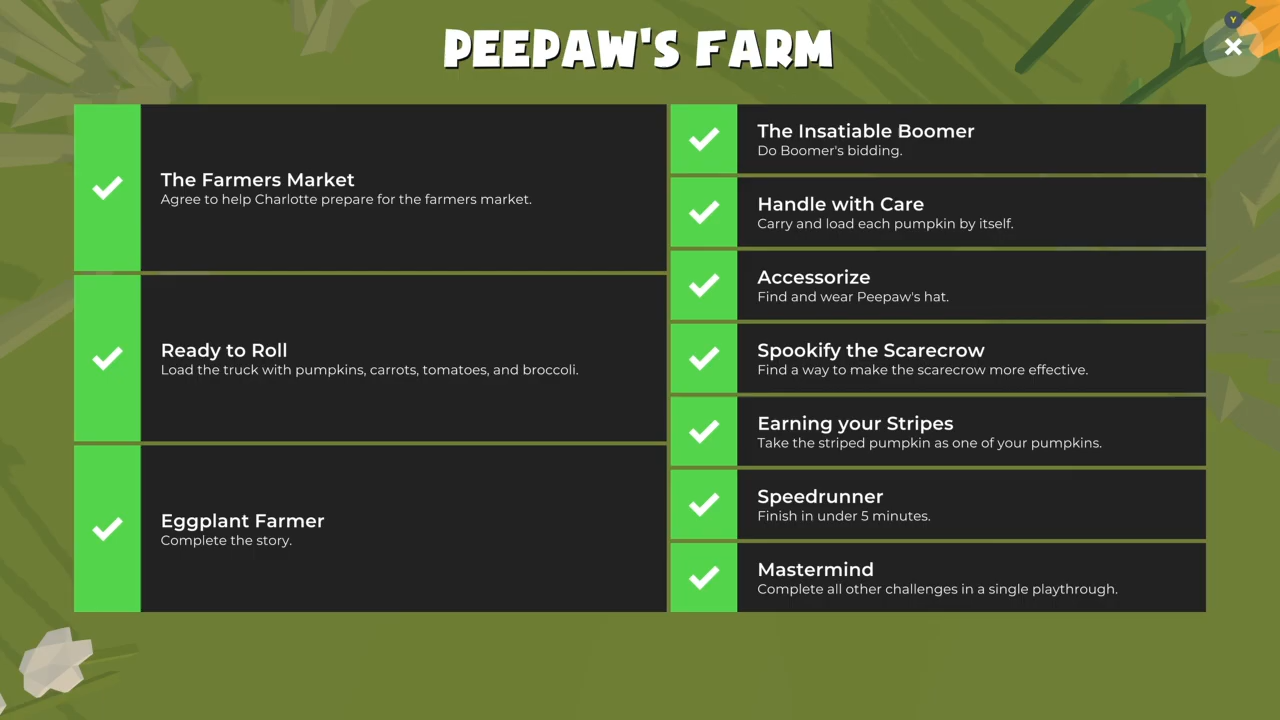 PEEPAW'S FARM
Y
The Farmers Market
Agree to help Charlotte prepare for the farmers market.
Ready to Roll
Load the truck with pumpkins, carrots, tomatoes, and broccoli.
Eggplant Farmer
Complete the story.
The Insatiable Boomer
Do Boomer's bidding.
Handle with Care
Carry and load each pumpkin by itself.
Accessorize
Find and wear Peepaw's hat.
Spookify the Scarecrow
Find a way to make the scarecrow more effective.
Earning your Stripes
Take the striped pumpkin as one of your pumpkins.
Speedrunner
Finish in under 5 minutes.
Mastermind
Complete all other challenges in a single playthrough.